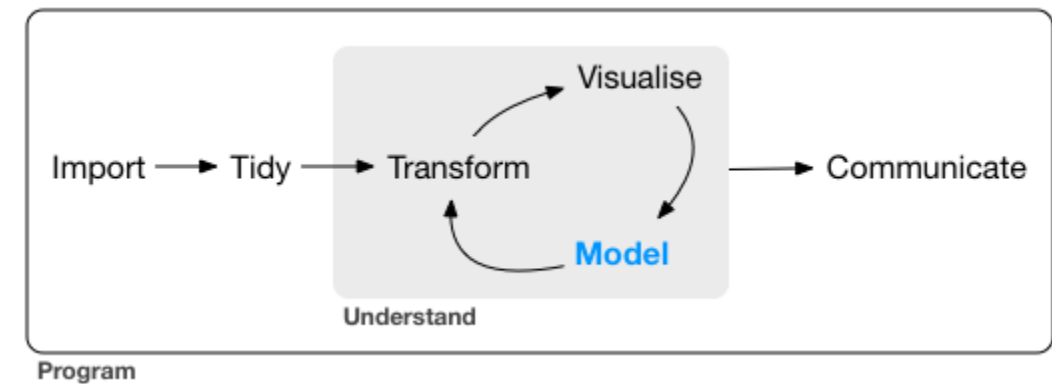 Visualise
Import
Tidy
Transform
Communicate
Model
Understand
Program